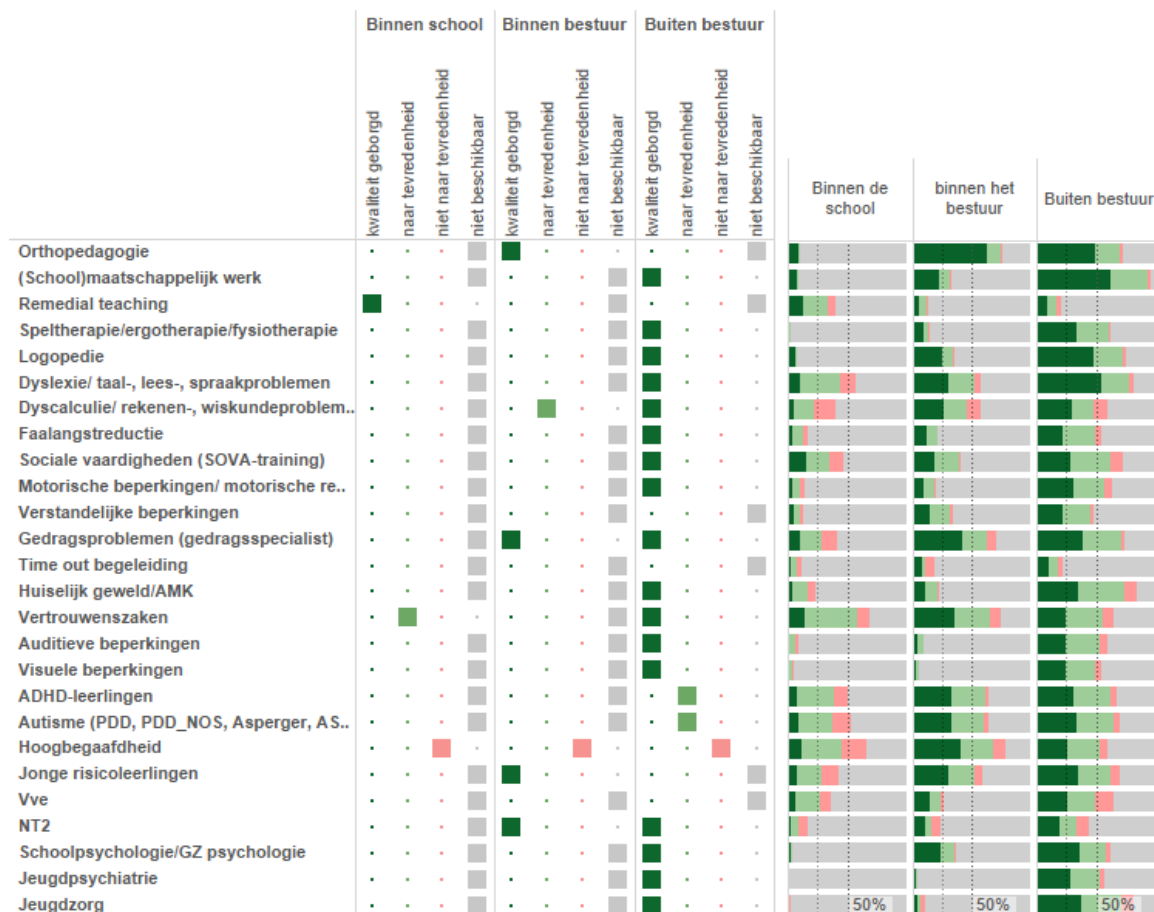 Binnen school
Binnen bestuur
Buiten bestuur
kwaliteit geborgd
naar tevredenheid
niet naar tevredenheid
niet beschikbaar
kwaliteit geborgd
naar tevredenheid
niet naar tevredenheid
niet beschikbaar
kwaliteit geborgd
naar tevredenheid
niet naar tevredenheid
niet beschikbaar
Binnen de
school
binnen het
bestuur
Buiten bestuur
Orthopedagogie
(School)maatschappelijk werk
Remedial teaching
Speltherapie/ergotherapie/fysiotherapie
Logopedie
Dyslexie/ taal-, lees-, spraakproblemen
Dyscalculie/ rekenen-, wiskundeproblem..
Faalangstreductie
Sociale vaardigheden (SOVA-training)
Motorische beperkingen/ motorische re..
Verstandelijke beperkingen
Gedragsproblemen (gedragsspecialist)
Time out begeleiding
Huiselijk geweld/AMK
Vertrouwenszaken
Auditieve beperkingen
Visuele beperkingen
ADHD-leerlingen
Autisme (PDD, PDD_NOS, Asperger, AS..
Hoogbegaafdheid
Jonge risicoleerlingen
Vve
NT2
Schoolpsychologie/GZ psychologie
Jeugdpsychiatrie
Jeugdzorg
50%
50%
50%